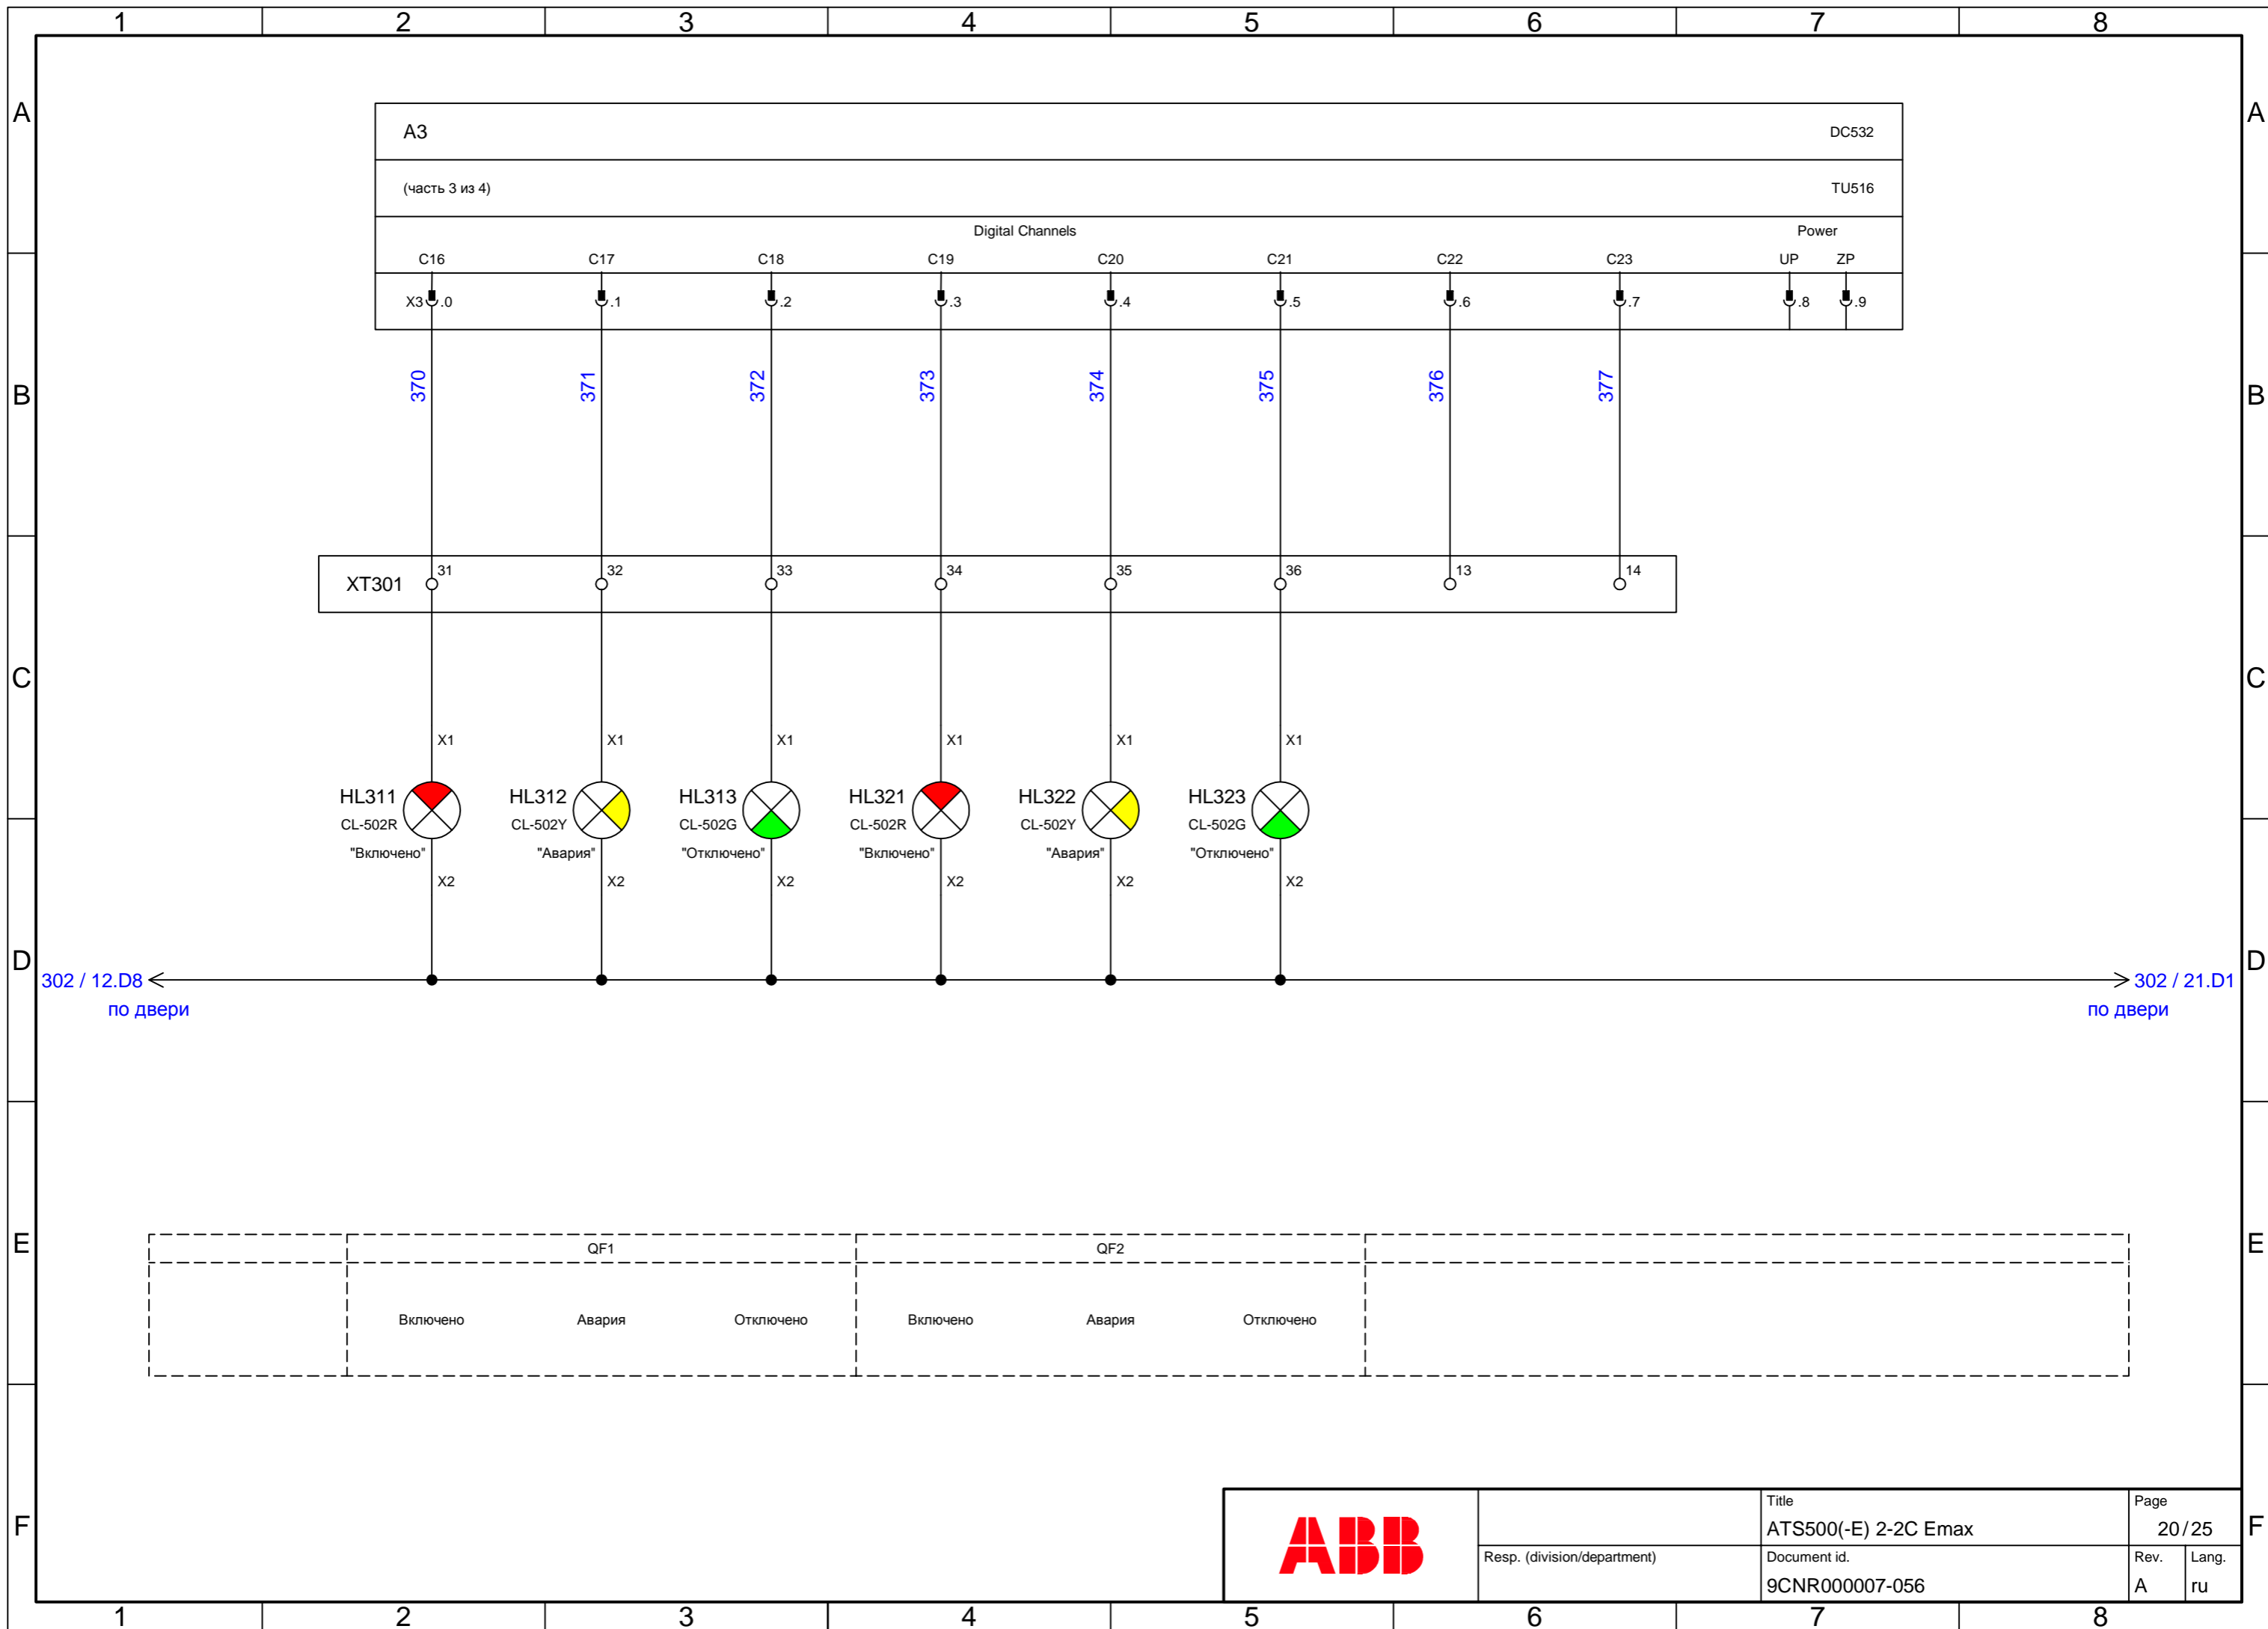 1 2 3 4 5 6 7 8
A A
A3 DC532
(часть 3 из 4) TU516
Digital Channels Power
C16 C17 C18 C19 C20 C21 C22 C23 UP ZP
X3 .0 .1 .2 .3 .4 .5 .6 .7 .8 .9
370 371 372 373 374 375 376 377
B B
XT301 31 32 33 34 35 36 13 14
C C
X1 X1 X1 X1 X1 X1
HL311 HL312 HL313 HL321 HL322 HL323
CL-502R CL-502Y CL-502G CL-502R CL-502Y CL-502G
"Включено" "Авария" "Отключено" "Включено" "Авария" "Отключено"
X2 X2 X2 X2 X2 X2
D D
302 / 12.D8 302 / 21.D1
по двери по двери
E E
QF1 QF2
Включено Авария Отключено Включено Авария Отключено
F F
ABB
Title Page
ATS500(-E) 2-2C Emax 20/25
Resp. (division/department) Document id. Rev. Lang.
9CNR000007-056 A ru
1 2 3 4 5 6 7 8